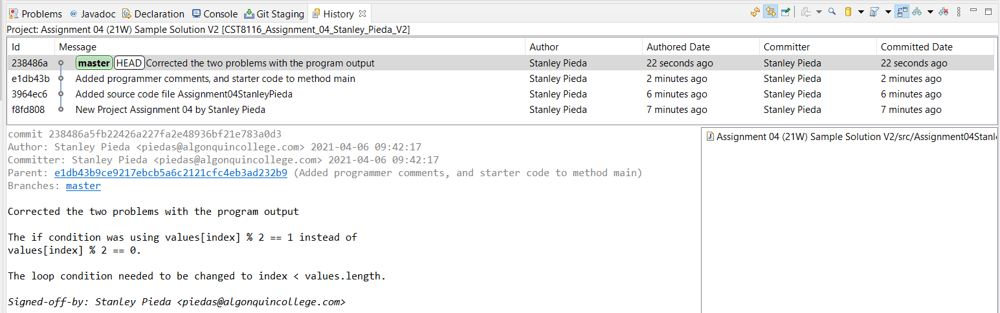 Problems @ Javadoc Declaration Console Git Staging History
Project: Assignment 04 (21W) Sample Solution V2 [CST8116_Assignment_04_Stanley_Pieda_V2]
Id Message Author Authored Date Committer Committed Date
238486a master HEAD Corrected the two problems with the program output Stanley Pieda 22 seconds ago Stanley Pieda 22 seconds ago
e1db43b Added programmer comments, and starter code to method main Stanley Pieda 2 minutes ago Stanley Pieda 2 minutes ago
3964ec6 Added source code file Assignment04StanleyPieda Stanley Pieda 6 minutes ago Stanley Pieda 6 minutes ago
f8fd808 New Project Assignment 04 by Stanley Pieda Stanley Pieda 7 minutes ago Stanley Pieda 7 minutes ago
commit 238486a5fb22426a227fa2e48936bf21e783a0d3
Author: Stanley Pieda <piedas@algonquincollege.com> 2021-04-06 09:42:17
Committer: Stanley Pieda <piedas@algonquincollege.com> 2021-04-06 09:42:17
Parent: e1db43b9ce9217ebcb5a6c2121cfc4eb3ad232b9 (Added programmer comments, and starter code to method main)
Branches: master
Corrected the two problems with the program output
The if condition was using values[index] % 2 == 1 instead of
values[index] % 2 == 0.
The loop condition needed to be changed to index < values.length.
Signed-off-by: Stanley Pieda <piedas@algonquincollege.com>
Assignment 04 (21W) Sample Solution V2/src/Assignment04Stanl